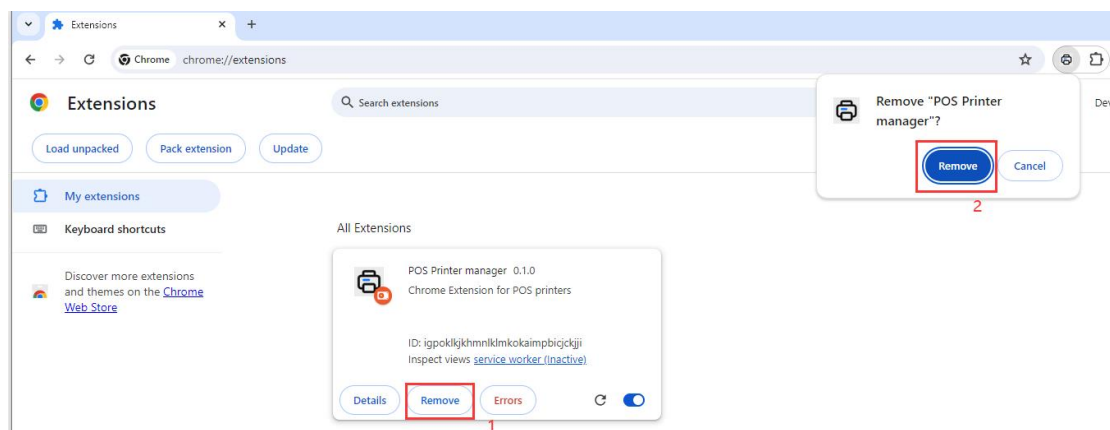 Extensions
Chrome chrome://extensions
Extensions
Search extensions
Dev
Load unpacked Pack extension Update
Remove "POS Printer
manager"?
Remove Cancel
2
My extensions
Keyboard shortcuts
Discover more extensions
and themes on the Chrome
Web Store
All Extensions
POS Printer manager 0.1.0
Chrome Extension for POS printers
ID: igpoklkjkhmnlklmkokaimpbicjckjji
Inspect views service worker (Inactive)
Details Remove Errors
1